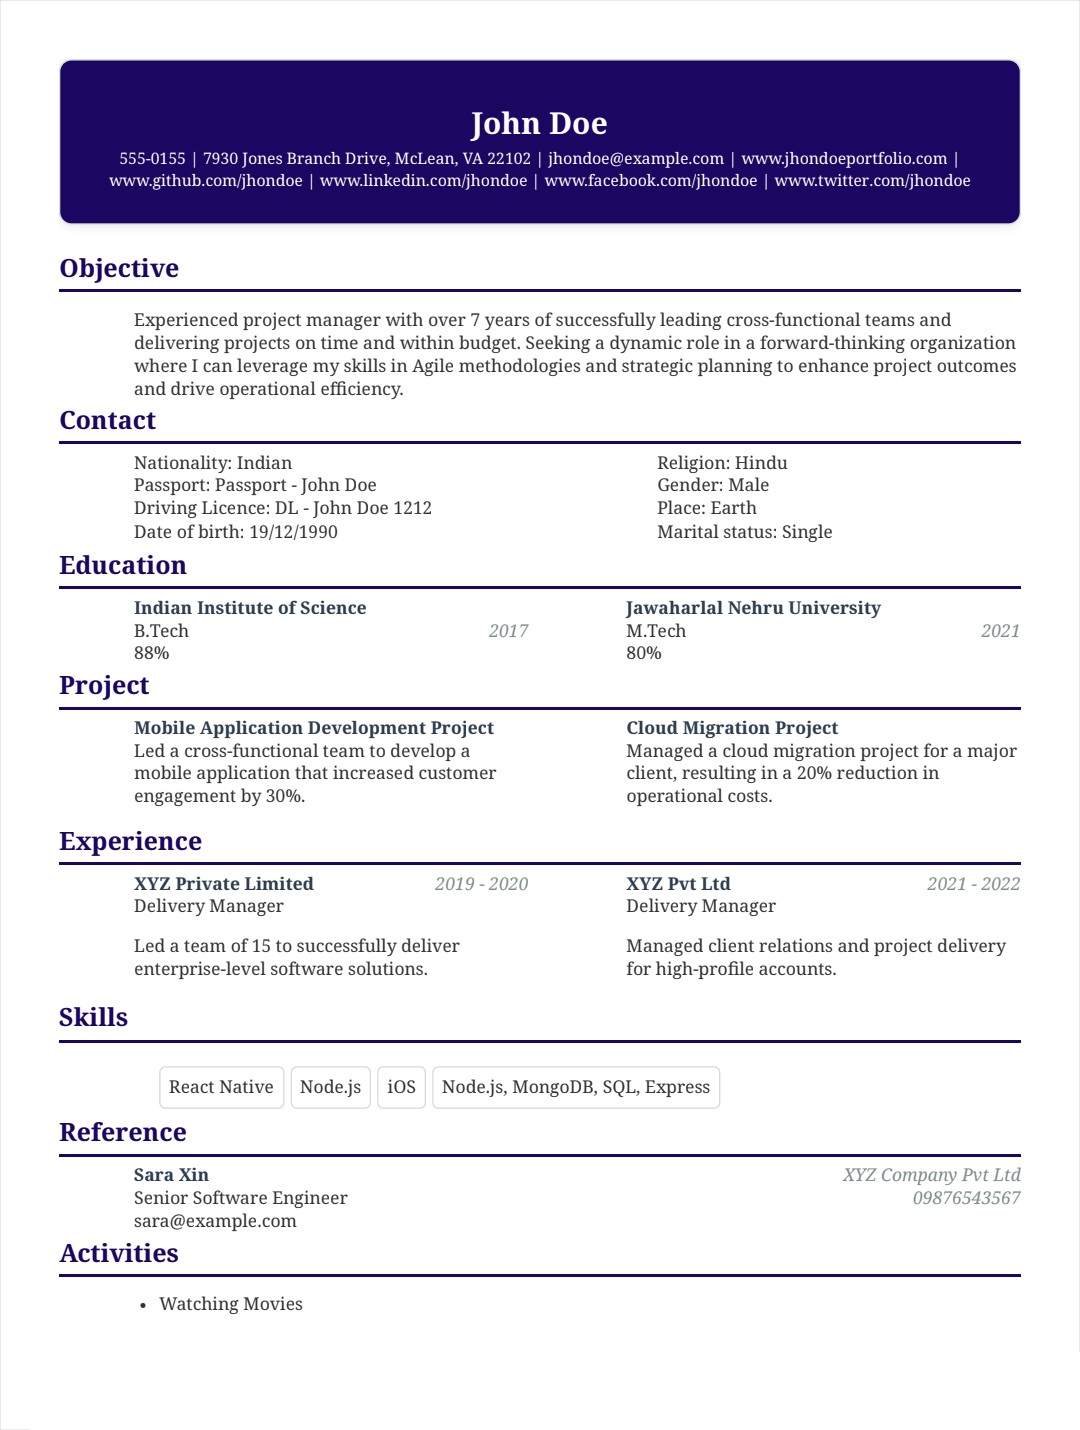 John Doe
555-0155 | 7930 Jones Branch Drive, McLean, VA 22102 | jhondoe@example.com | www.jhondoeportfolio.com |
www.github.com/jhondoe | www.linkedin.com/jhondoe | www.facebook.com/jhondoe | www.twitter.com/jhondoe
Objective
Experienced project manager with over 7 years of successfully leading cross-functional teams and
delivering projects on time and within budget. Seeking a dynamic role in a forward-thinking organization
where I can leverage my skills in Agile methodologies and strategic planning to enhance project outcomes
and drive operational efficiency.
Contact
Nationality: Indian
Passport: Passport - John Doe
Driving Licence: DL - John Doe 1212
Date of birth: 19/12/1990
Religion: Hindu
Gender: Male
Place: Earth
Marital status: Single
Education
Indian Institute of Science
B.Tech 2017
88%
Jawaharlal Nehru University
M.Tech 2021
80%
Project
Mobile Application Development Project
Led a cross-functional team to develop a
mobile application that increased customer
engagement by 30%.
Cloud Migration Project
Managed a cloud migration project for a major
client, resulting in a 20% reduction in
operational costs.
Experience
XYZ Private Limited 2019 - 2020
Delivery Manager
Led a team of 15 to successfully deliver
enterprise-level software solutions.
XYZ Pvt Ltd 2021 - 2022
Delivery Manager
Managed client relations and project delivery
for high-profile accounts.
Skills
React Native Node.js iOS Node.js, MongoDB, SQL, Express
Reference
Sara Xin XYZ Company Pvt Ltd
Senior Software Engineer 09876543567
sara@example.com
Activities
• Watching Movies